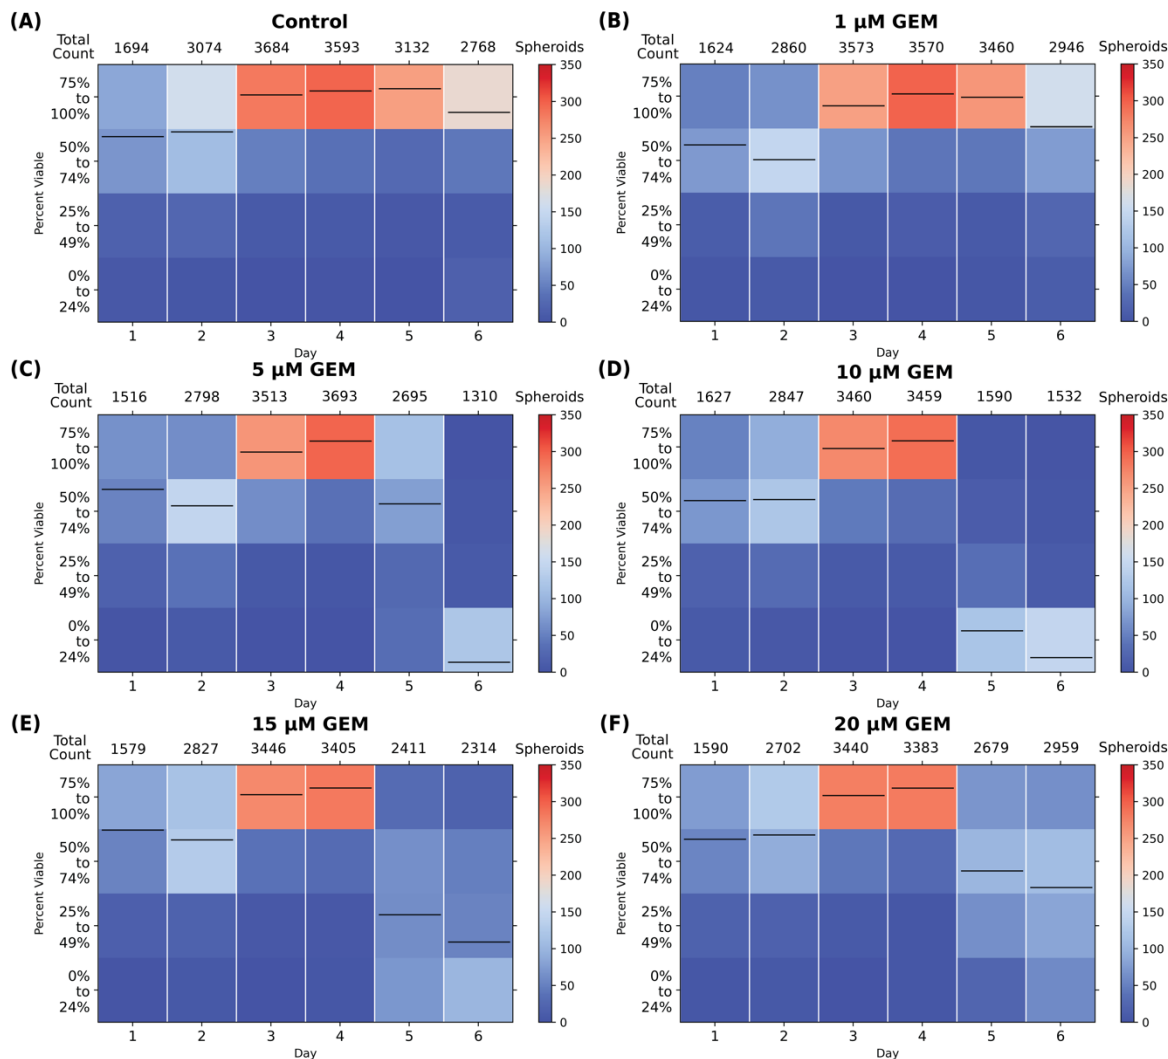 (A) Control
Total Count 1694 3074 3684 3593 3132 2768 Spheroids
75% to 100%
50% to 74%
25% to 49%
0% to 24%
Percent Viable
1 2 3 4 5 6
Day
350
300
250
200
150
100
50
0
(B) 1 μM GEM
Total Count 1624 2860 3573 3570 3460 2946 Spheroids
75% to 100%
50% to 74%
25% to 49%
0% to 24%
Percent Viable
1 2 3 4 5 6
Day
350
300
250
200
150
100
50
0
(C) 5 μM GEM
Total Count 1516 2798 3513 3693 2695 1310 Spheroids
75% to 100%
50% to 74%
25% to 49%
0% to 24%
Percent Viable
1 2 3 4 5 6
Day
350
300
250
200
150
100
50
0
(D) 10 μM GEM
Total Count 1627 2847 3460 3459 1590 1532 Spheroids
75% to 100%
50% to 74%
25% to 49%
0% to 24%
Percent Viable
1 2 3 4 5 6
Day
350
300
250
200
150
100
50
0
(E) 15 μM GEM
Total Count 1579 2827 3446 3405 2411 2314 Spheroids
75% to 100%
50% to 74%
25% to 49%
0% to 24%
Percent Viable
1 2 3 4 5 6
Day
350
300
250
200
150
100
50
0
(F) 20 μM GEM
Total Count 1590 2702 3440 3383 2679 2959 Spheroids
75% to 100%
50% to 74%
25% to 49%
0% to 24%
Percent Viable
1 2 3 4 5 6
Day
350
300
250
200
150
100
50
0